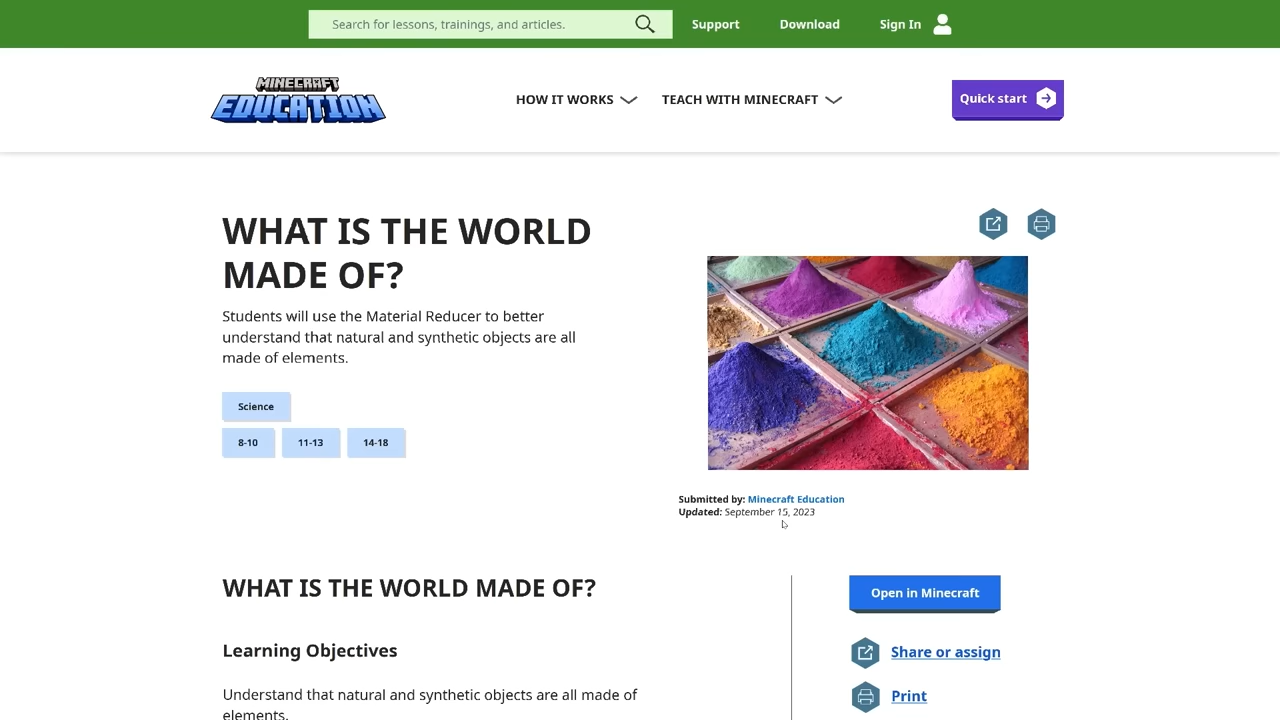 Search for lessons, trainings, and articles.
Support
Download
Sign In
MINECRAFT
EDUCATION
HOW IT WORKS
TEACH WITH MINECRAFT
Quick start
WHAT IS THE WORLD
MADE OF?
Students will use the Material Reducer to better
understand that natural and synthetic objects are all
made of elements.
Science
8-10
11-13
14-18
Submitted by: Minecraft Education
Updated: September 15, 2023
WHAT IS THE WORLD MADE OF?
Learning Objectives
Understand that natural and synthetic objects are all made of
elements.
Open in Minecraft
Share or assign
Print